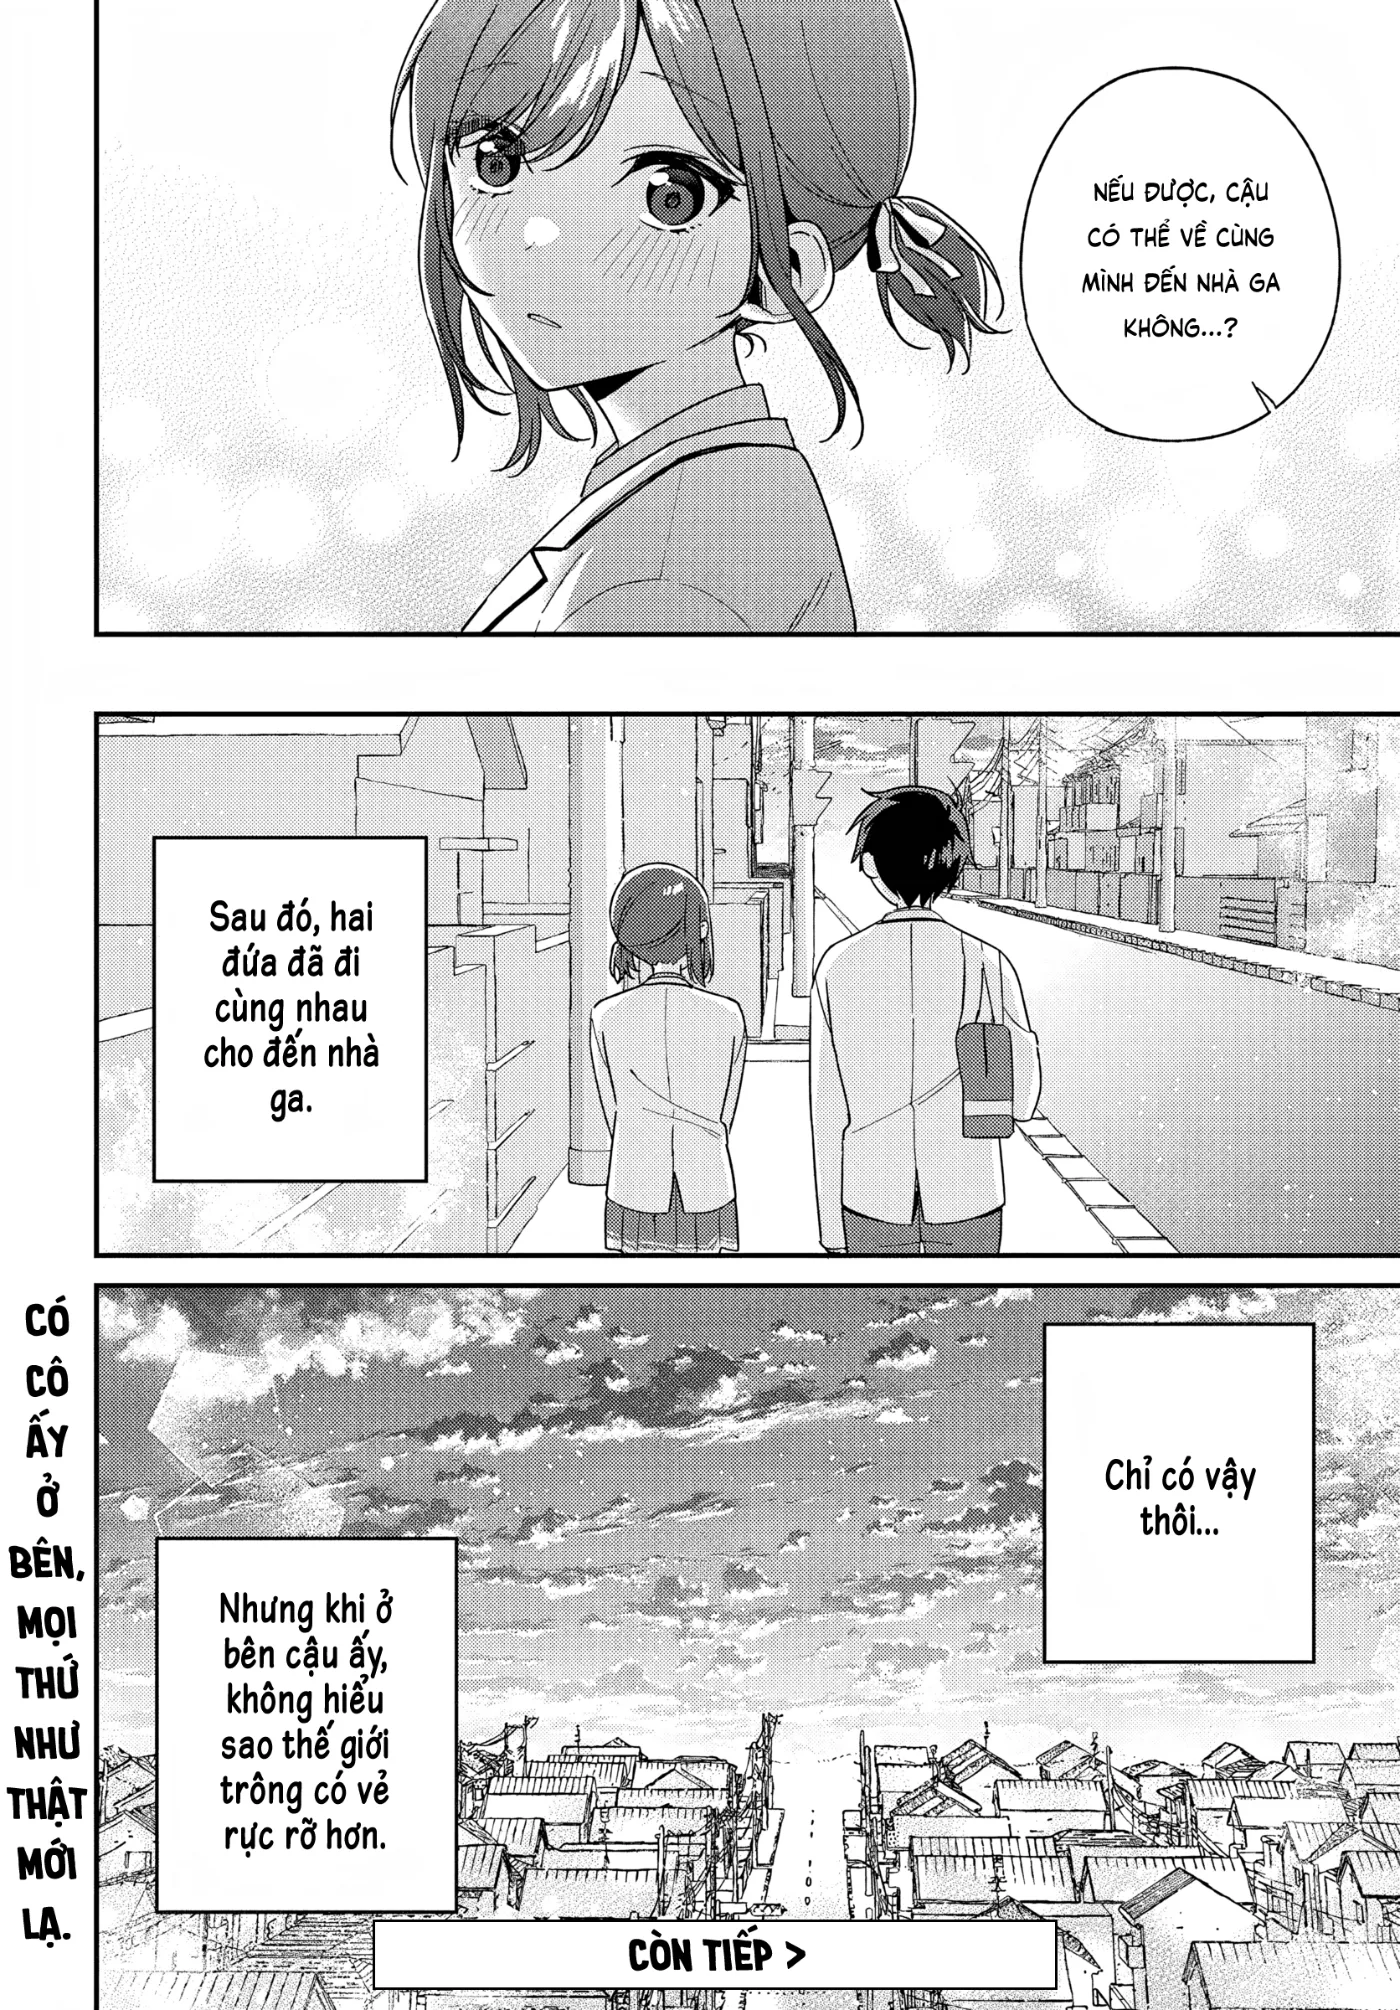 NẾU ĐƯỢC, CẬU
CÓ THỂ VỀ CÙNG
MÌNH ĐẾN NHÀ GA
KHÔNG...?
Sau đó, hai
đứa đã đi
cùng nhau
cho đến nhà
ga.
Chỉ có vậy
thôi...
Nhưng khi ở
bên cậu ấy,
không hiểu
sao thế giới
trông có vẻ
rực rỡ hơn.
CÓ
CÔ
ẤY
Ở
BÊN,
MỌI
THỨ
NHƯ
THẬT
MỚI
LẠ.
CÒN TIẾP >